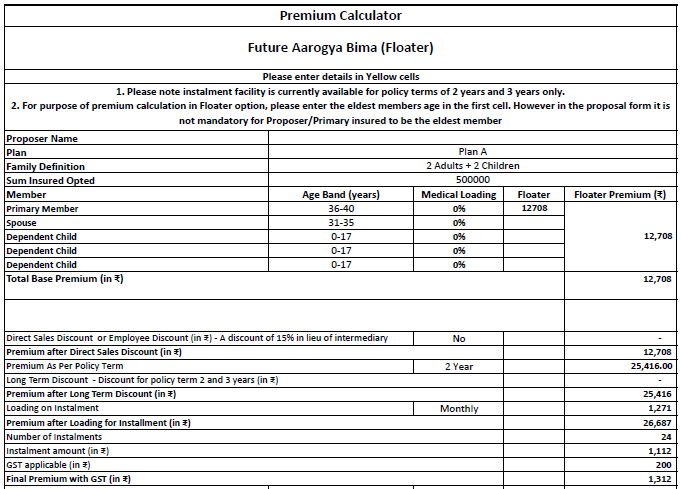 Premium Calculator
Future Aarogya Bima (Floater)
Please enter details in Yellow cells
1. Please note instalment facility is currently available for policy terms of 2 years and 3 years only.
2. For purpose of premium calculation in Floater option, please enter the eldest members age in the first cell. However in the proposal form it is
not mandatory for Proposer/Primary insured to be the eldest member
Proposer Name
Plan Plan A
Family Definition 2 Adults + 2 Children
Sum Insured Opted 500000
Member Age Band (years) Medical Loading Floater Floater Premium (₹)
Primary Member 36-40 0% 12708
Spouse 31-35 0%
Dependent Child 0-17 0% 12,708
Dependent Child 0-17 0%
Dependent Child 0-17 0%
Total Base Premium (in ₹) 12,708
Direct Sales Discount or Employee Discount (in ₹) - A discount of 15% in lieu of intermediary No -
Premium after Direct Sales Discount (in ₹) 12,708
Premium As Per Policy Term 2 Year 25,416.00
Long Term Discount - Discount for policy term 2 and 3 years (in ₹) -
Premium after Long Term Discount (in ₹) 25,416
Loading on Instalment Monthly 1,271
Premium after Loading for Installment (in ₹) 26,687
Number of Instalments 24
Instalment amount (in ₹) 1,112
GST applicable (in ₹) 200
Final Premium with GST (in ₹) 1,312